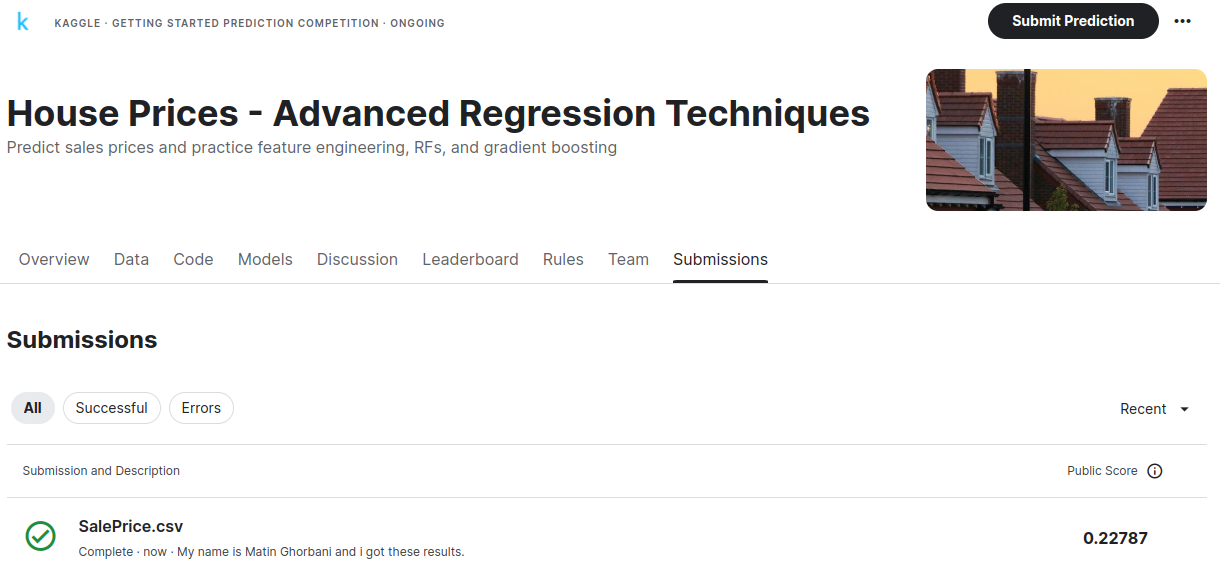 k KAGGLE · GETTING STARTED PREDICTION COMPETITION · ONGOING
Submit Prediction
House Prices - Advanced Regression Techniques
Predict sales prices and practice feature engineering, RFs, and gradient boosting
Overview Data Code Models Discussion Leaderboard Rules Team Submissions
Submissions
All Successful Errors
Recent
Submission and Description
Public Score
SalePrice.csv
Complete · now · My name is Matin Ghorbani and i got these results.
0.22787